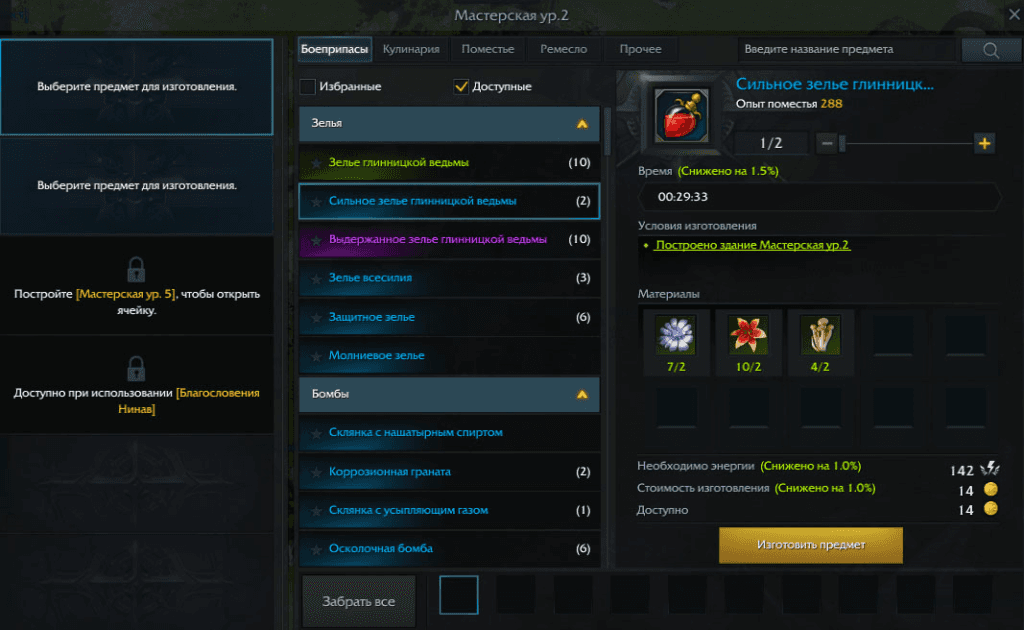 Мастерская ур.2
Выберите предмет для изготовления.
Выберите предмет для изготовления.
Постройте [Мастерская ур. 5], чтобы открыть
ячейку.
Доступно при использовании [Благословения
Нинав]
Боеприпасы Кулинария Поместье Ремесло Прочее
Введите название предмета
Избранные Доступные
Зелья
Зелье глинницкой ведьмы (10)
Сильное зелье глинницкой ведьмы (2)
Выдержанное зелье глинницкой ведьмы (10)
Зелье всесилия (3)
Защитное зелье (6)
Молниевое зелье
Бомбы
Склянка с нашатырным спиртом
Коррозионная граната (2)
Склянка с усыпляющим газом (1)
Осколочная бомба (6)
Сильное зелье глинницк...
Опыт поместья 288
1/2
Время (Снижено на 1.5%)
00:29:33
Условия изготовления
• Построено здание Мастерская ур.2
Материалы
7/2 10/2 4/2
Необходимо энергии (Снижено на 1.0%) 142
Стоимость изготовления (Снижено на 1.0%) 14
Доступно 14
Изготовить предмет
Забрать все